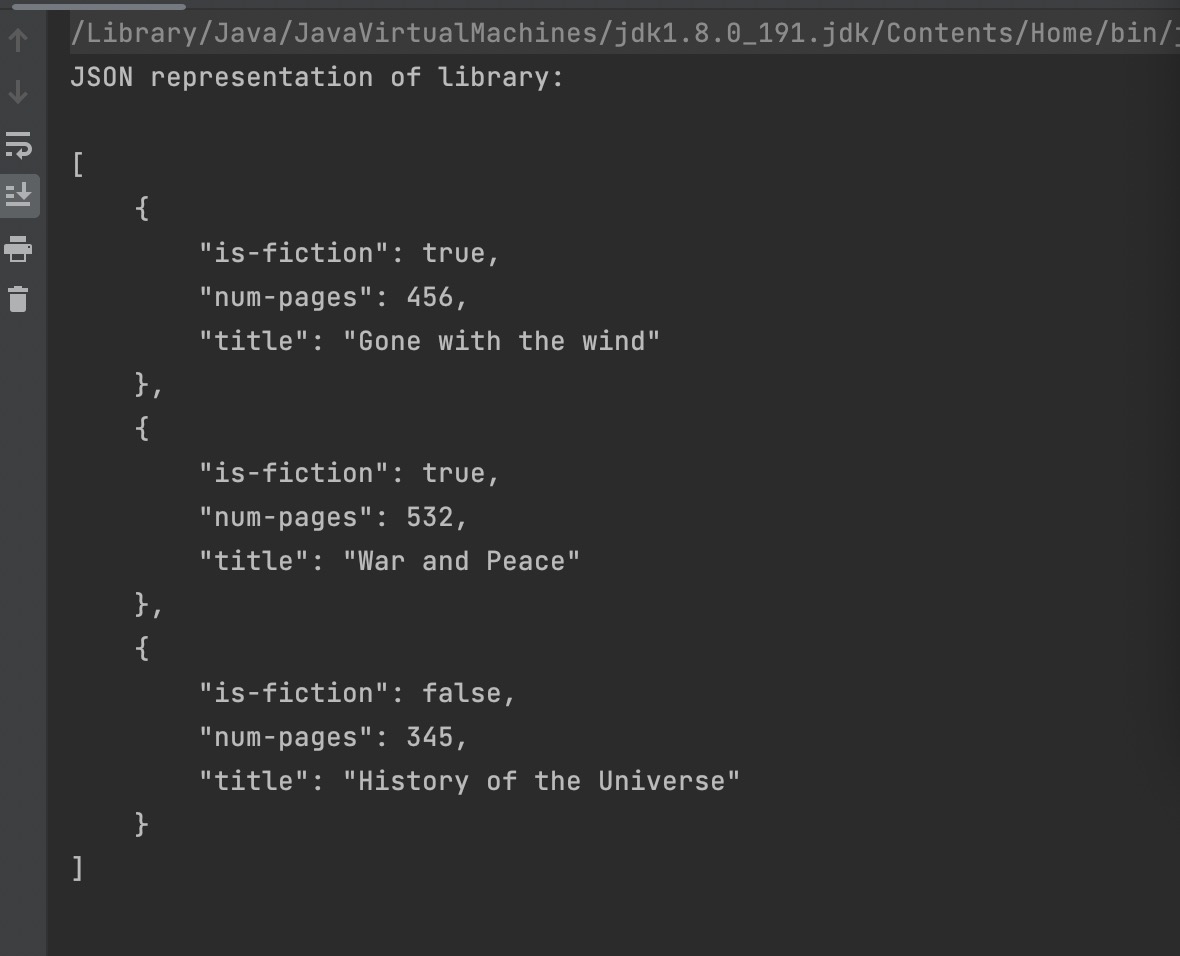 /Library/Java/JavaVirtualMachines/jdk1.8.0_191.jdk/Contents/Home/bin/
JSON representation of library:
[
    {
        "is-fiction": true,
        "num-pages": 456,
        "title": "Gone with the wind"
    },
    {
        "is-fiction": true,
        "num-pages": 532,
        "title": "War and Peace"
    },
    {
        "is-fiction": false,
        "num-pages": 345,
        "title": "History of the Universe"
    }
]